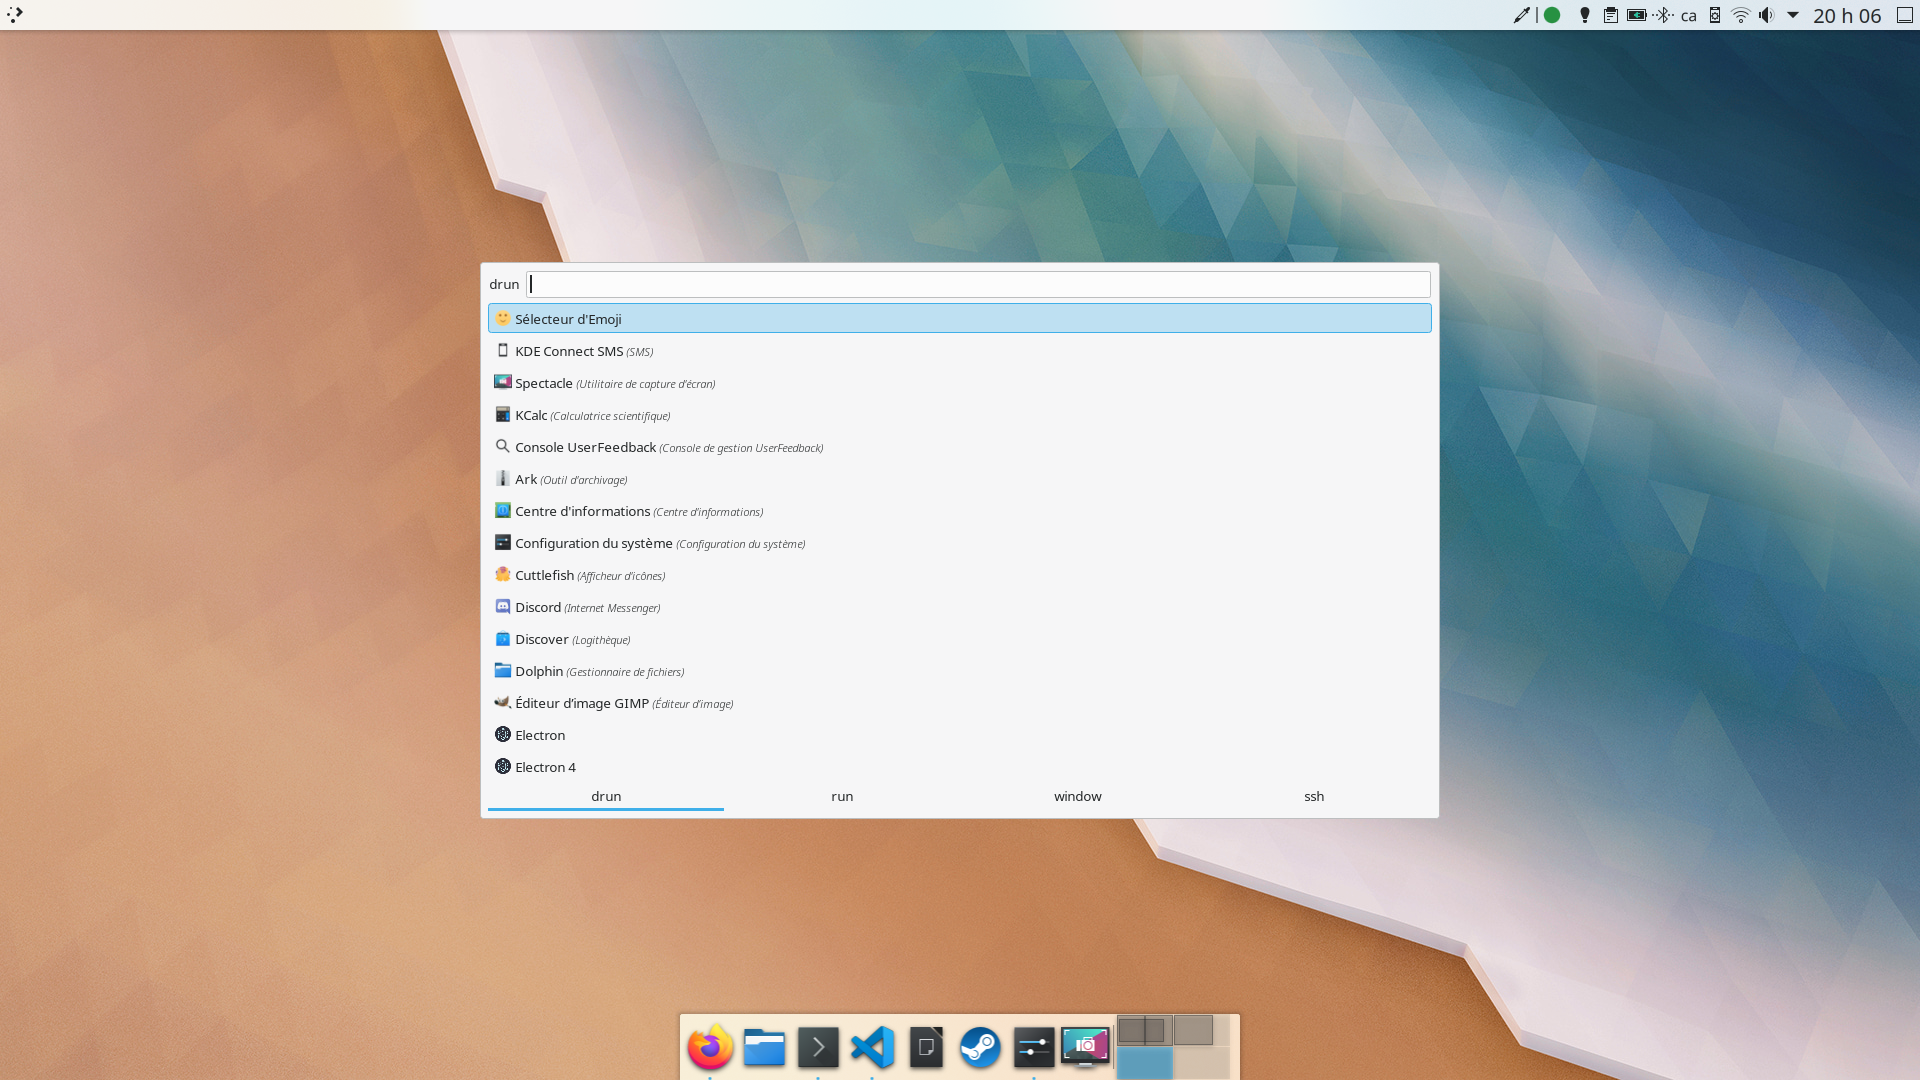 ca
20 h 06
drun
Sélecteur d'Emoji
KDE Connect SMS (SMS)
Spectacle (Utilitaire de capture d'écran)
KCalc (Calculatrice scientifique)
Console UserFeedback (Console de gestion UserFeedback)
Ark (Outil d'archivage)
Centre d'informations (Centre d'informations)
Configuration du système (Configuration du système)
Cuttlefish (Afficheur d'icônes)
Discord (Internet Messenger)
Discover (Logithèque)
Dolphin (Gestionnaire de fichiers)
Éditeur d’image GIMP (Éditeur d’image)
Electron
Electron 4
drun run window ssh